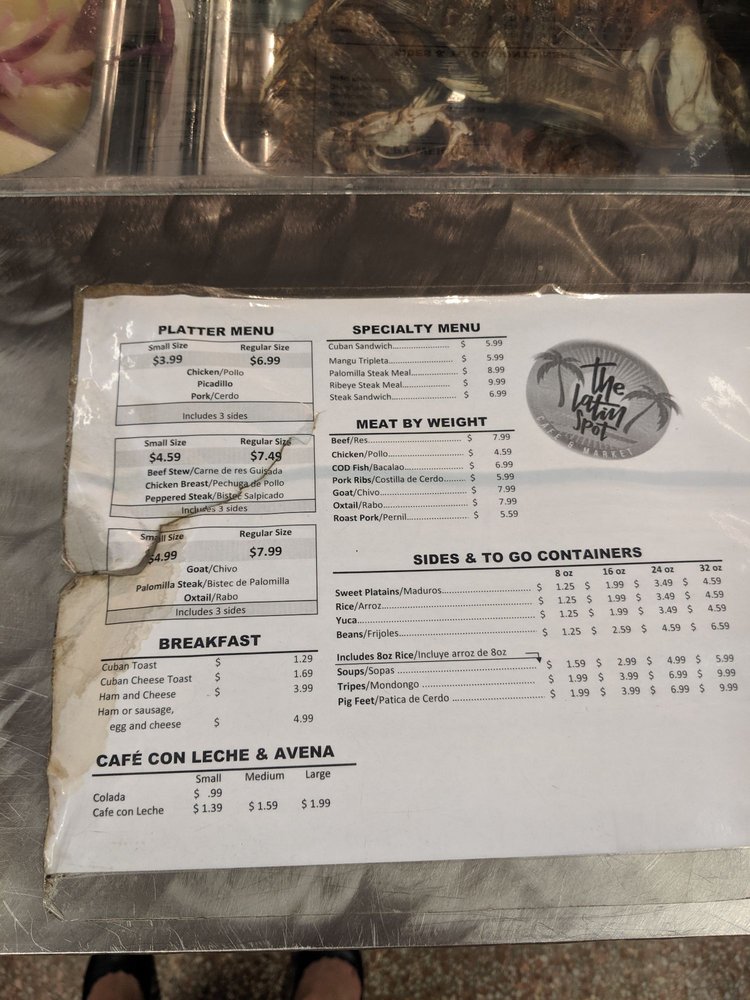 PLATTER MENU
Small Size Regular Size
$3.99 $6.99
Chicken/Pollo
Picadillo
Pork/Cerdo
Includes 3 sides
Small Size Regular Size
$4.59 $7.49
Beef Stew/Carne de res Guisada
Chicken Breast/Pechuga de Pollo
Peppered Steak/Bistec Salpicado
Includes 3 sides
Small Size Regular Size
$4.99 $7.99
Goat/Chivo
Palomilla Steak/Bistec de Palomilla
Oxtail/Rabo
Includes 3 sides
BREAKFAST
Cuban Toast $ 1.29
Cuban Cheese Toast $ 1.69
Ham and Cheese $ 3.99
Ham or sausage,
egg and cheese $ 4.99
CAFÉ CON LECHE & AVENA
Small Medium Large
Colada $ .99
Cafe con Leche $ 1.39 $ 1.59 $ 1.99
SPECIALTY MENU
Cuban Sandwich $ 5.99
Mangu Tripleta $ 5.99
Palomilla Steak Meal $ 8.99
Ribeye Steak Meal $ 9.99
Steak Sandwich $ 6.99
MEAT BY WEIGHT
Beef/Res $ 7.99
Chicken/Pollo $ 4.59
COD Fish/Bacalao $ 6.99
Pork Ribs/Costilla de Cerdo $ 5.99
Goat/Chivo $ 7.99
Oxtail/Rabo $ 7.99
Roast Pork/Pernil $ 5.59
the
Latin
Spot
CAFE & MARKET
SIDES & TO GO CONTAINERS
8 oz 16 oz 24 oz 32 oz
Sweet Platains/Maduros $ 1.25 $ 1.99 $ 3.49 $ 4.59
Rice/Arroz $ 1.25 $ 1.99 $ 3.49 $ 4.59
Yuca $ 1.25 $ 1.99 $ 3.49 $ 4.59
Beans/Frijoles $ 1.25 $ 2.59 $ 4.59 $ 6.59
Includes 8oz Rice/Incluye arroz de 8oz
Soups/Sopas $ 1.59 $ 2.99 $ 4.99 $ 5.99
Tripes/Mondongo $ 1.99 $ 3.99 $ 6.99 $ 9.99
Pig Feet/Patica de Cerdo $ 1.99 $ 3.99 $ 6.99 $ 9.99